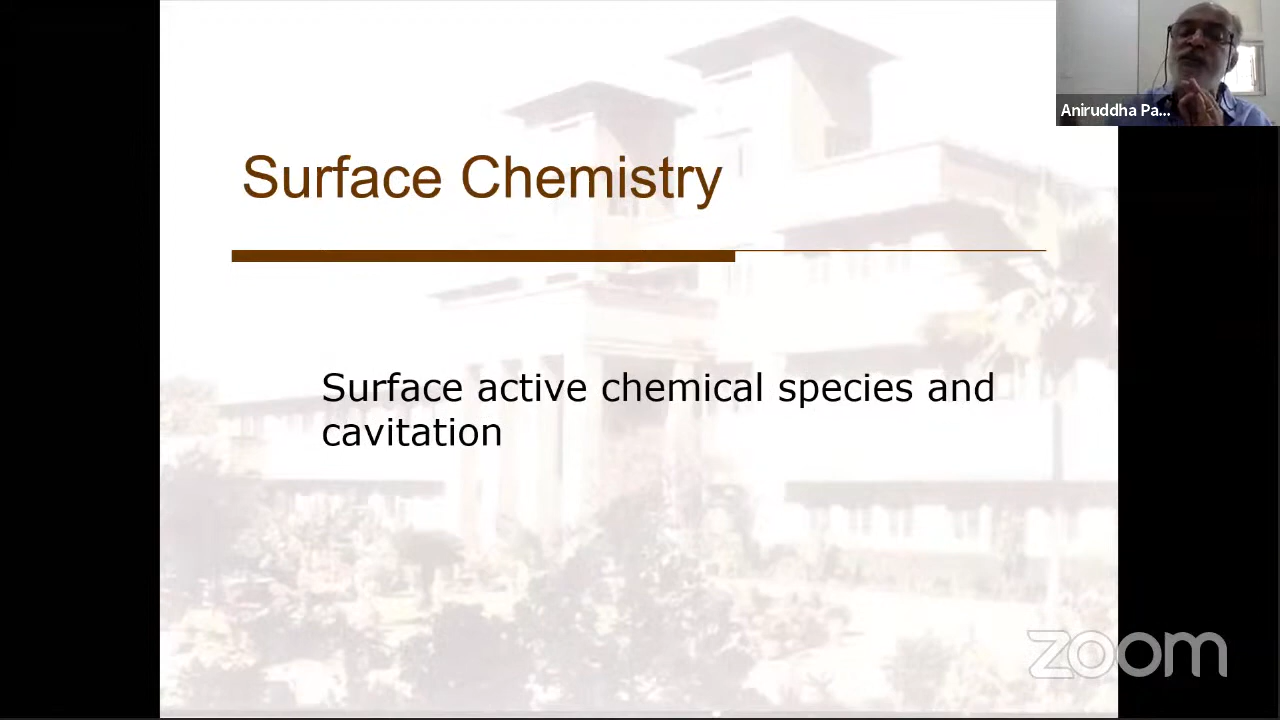 Aniruddha Pa...
Surface Chemistry
Surface active chemical species and
cavitation
zoom